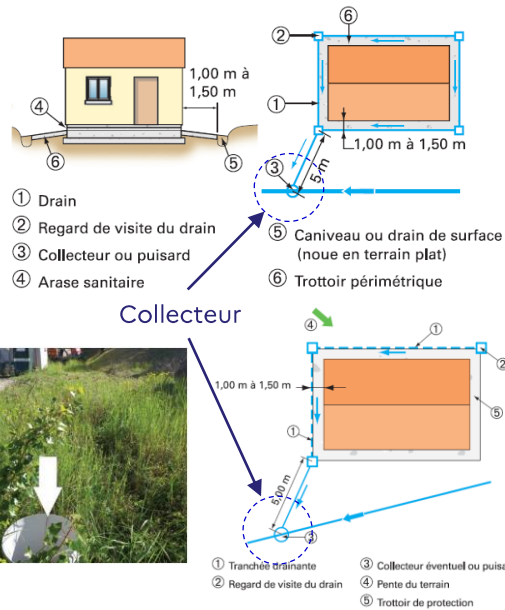 1,00 m à
1,50 m
④
⑥
⑤
②
⑥
①
1,00 m à 1,50 m
③
5 m
① Drain
② Regard de visite du drain
③ Collecteur ou puisard
④ Arase sanitaire
⑤ Caniveau ou drain de surface
(noue en terrain plat)
⑥ Trottoir périmétrique
Collecteur
④
①
②
1,00 m à 1,50 m
⑤
①
5,00 m
③
① Tranchée drainante
② Regard de visite du drain
③ Collecteur éventuel ou puisa
④ Pente du terrain
⑤ Trottoir de protection